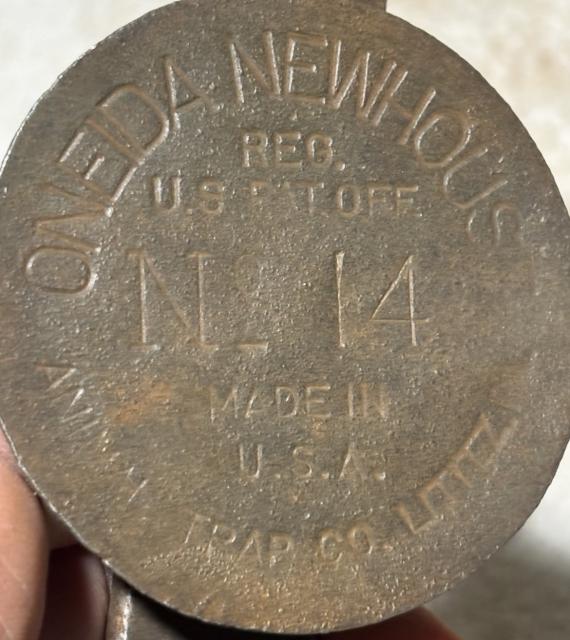 ONEIDA NEWHOUS
REG.
U.S PAT.OFF
No 14
MADE IN
U.S.A.
TRAP CO. LITITZ